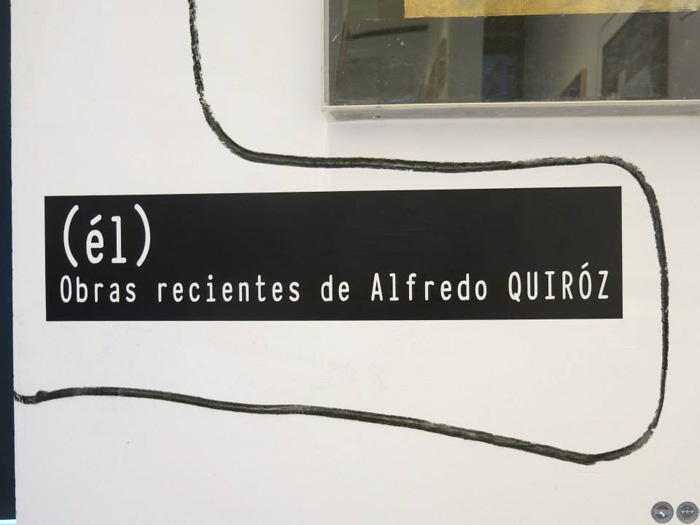 (él)
Obras recientes de Alfredo QUIRÓZ